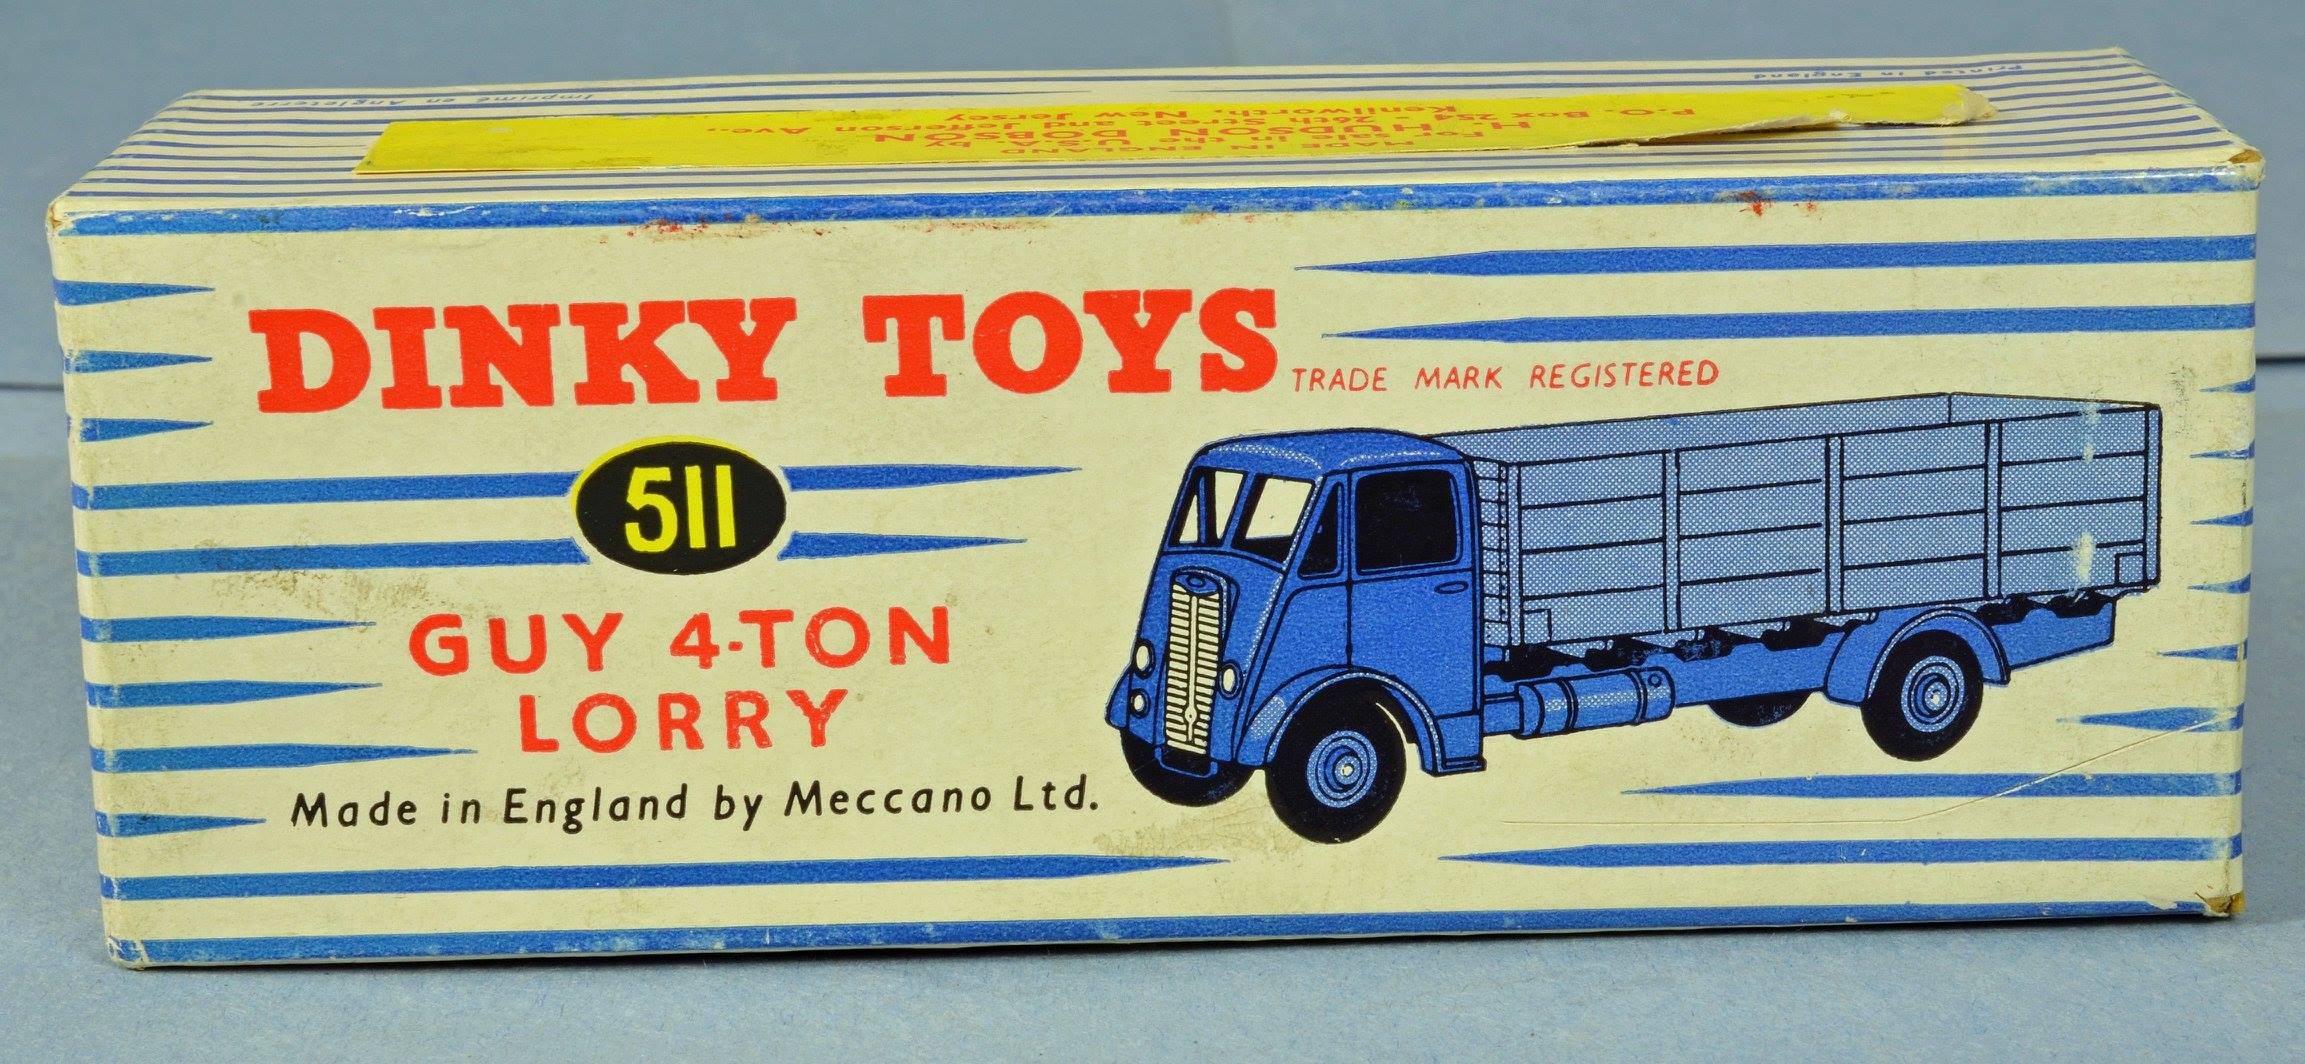 Imprimé en Angleterre
Printed in England
MADE IN ENGLAND
For Sale in the U.S.A. by
H. HUDSON DOBSON
P.O. Box 254 - 26th Street and Jefferson Ave.,
Kenilworth, New Jersey
DINKY TOYS
TRADE MARK REGISTERED
511
GUY 4-TON
LORRY
Made in England by Meccano Ltd.